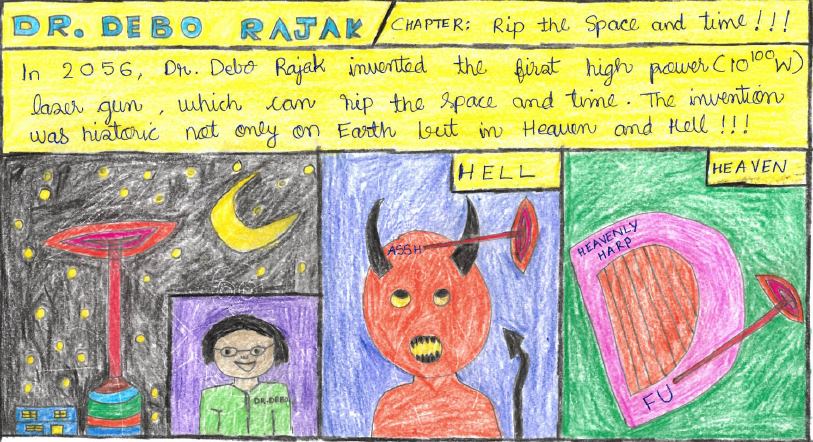 DR. DEBO RAJAK / CHAPTER: Rip the Space and time!!!
In 2056, Dr. Debo Rajak invented the first high power (10¹⁰⁰W)
laser gun, which can rip the space and time. The invention
was historic not only on Earth but in Heaven and Hell!!!
DR. DEBO
HELL
ASSH
HEAVEN
HEAVENLY
HARP
FU